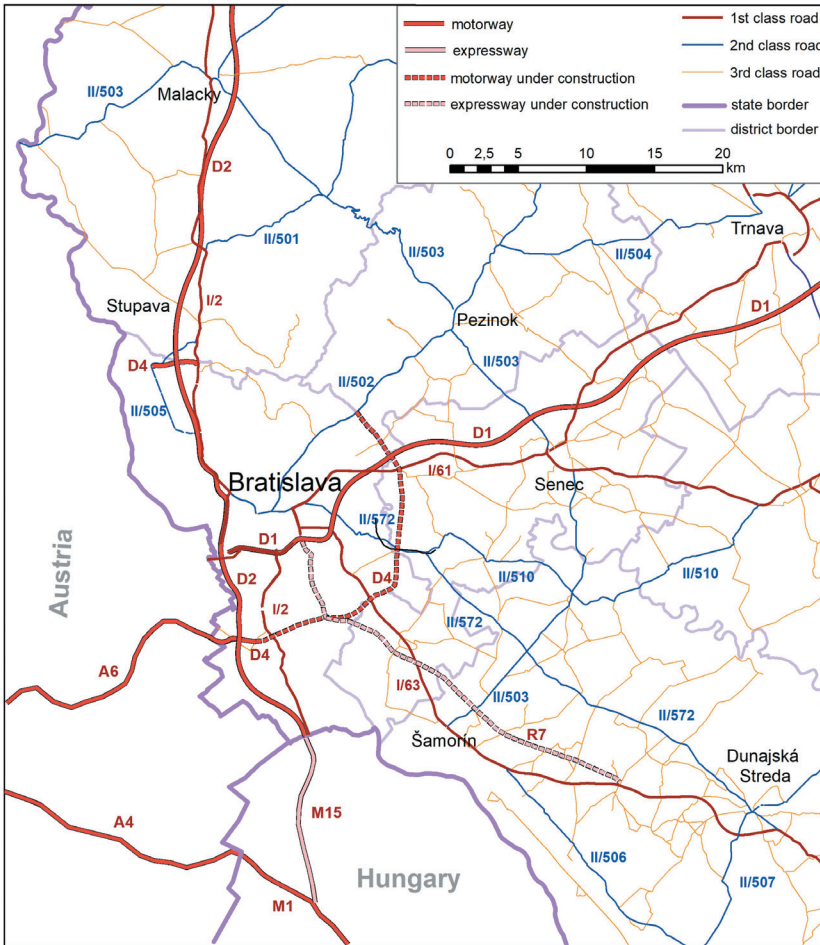 motorway
expressway
motorway under construction
expressway under construction
1st class road
2nd class road
3rd class road
state border
district border
0 2,5 5 10 15 20
km
II/503
Malacky
D2
II/501
II/503
II/504
Trnava
Stupava
I/2
D1
Pezinok
D4
II/503
II/502
II/505
D1
I/61
Bratislava
Senec
II/572
D1
Austria
D2
D4
II/510
II/510
I/2
II/572
D4
A6
I/63
II/503
II/572
Šamorín
R7
Dunajská
Streda
M15
A4
II/506
Hungary
II/507
M1